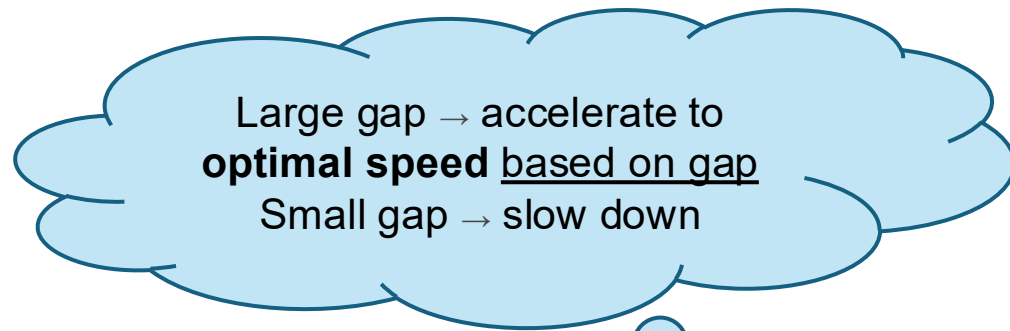 Large gap → accelerate to
optimal speed based on gap
Small gap → slow down